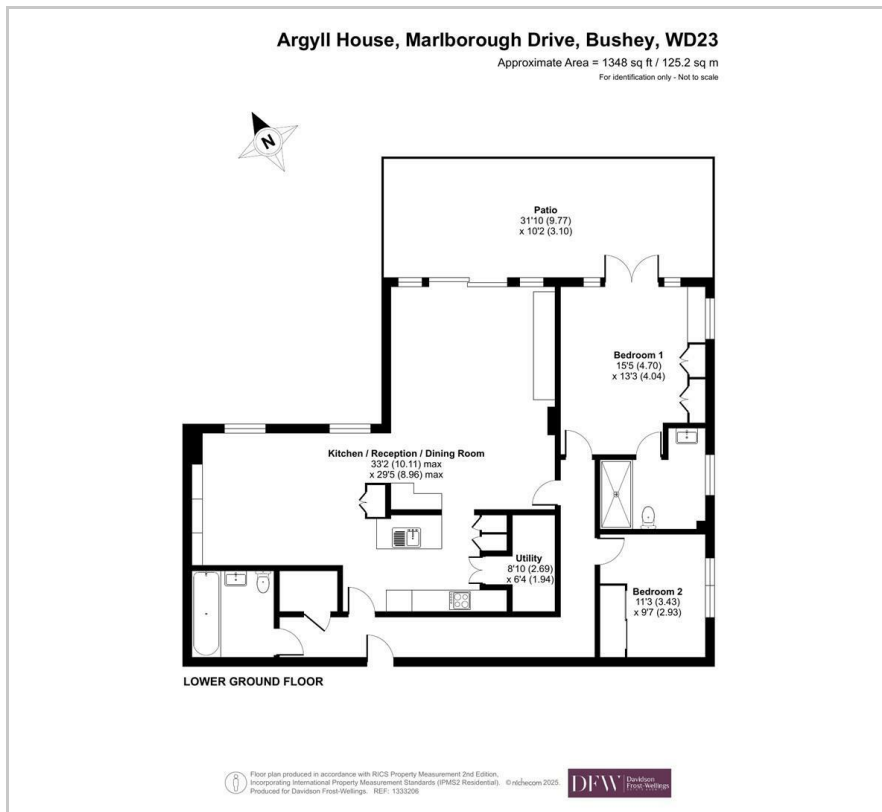 Argyll House, Marlborough Drive, Bushey, WD23
Approximate Area = 1348 sq ft / 125.2 sq m
For identification only - Not to scale
N
Patio
31'10 (9.77)
x 10'2 (3.10)
Bedroom 1
15'5 (4.70)
x 13'3 (4.04)
Kitchen / Reception / Dining Room
33'2 (10.11) max
x 29'5 (8.96) max
Utility
8'10 (2.69)
x 6'4 (1.94)
Bedroom 2
11'3 (3.43)
x 9'7 (2.93)
LOWER GROUND FLOOR
Floor plan produced in accordance with RICS Property Measurement 2nd Edition,
Incorporating International Property Measurement Standards (IPMS2 Residential). © nichecom 2025.
Produced for Davidson Frost-Wellings. REF: 1333206
DFW
Davidson
Frost-Wellings